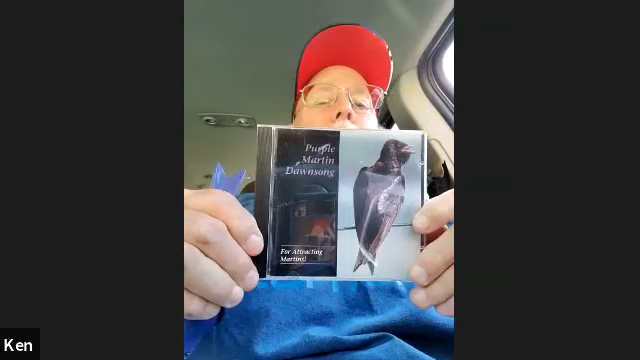 Purple
Martin
Dawnsong
For Attracting
Martins!
Ken